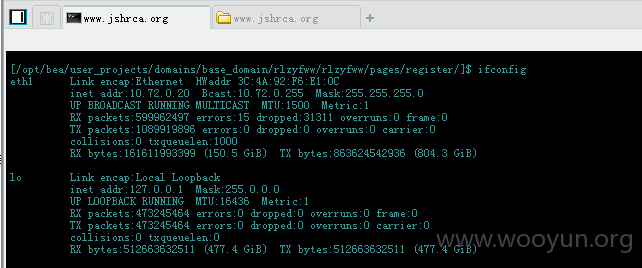 www.jshrca.org
www.jshrca.org
[/opt/bea/user_projects/domains/base_domain/rlzyfww/rlzyfww/pages/register/]$ ifconfig
eth1 Link encap:Ethernet HWaddr 3C:4A:92:F6:E1:0C
inet addr:10.72.0.20 Bcast:10.72.0.255 Mask:255.255.255.0
UP BROADCAST RUNNING MULTICAST MTU:1500 Metric:1
RX packets:599962497 errors:15 dropped:31311 overruns:0 frame:0
TX packets:1089919896 errors:0 dropped:0 overruns:0 carrier:0
collisions:0 txqueuelen:1000
RX bytes:161611993399 (150.5 GiB) TX bytes:863624542936 (804.3 GiB)
lo Link encap:Local Loopback
inet addr:127.0.0.1 Mask:255.0.0.0
UP LOOPBACK RUNNING MTU:16436 Metric:1
RX packets:473245464 errors:0 dropped:0 overruns:0 frame:0
TX packets:473245464 errors:0 dropped:0 overruns:0 carrier:0
collisions:0 txqueuelen:0
RX bytes:512663632511 (477.4 GiB) TX bytes:512663632511 (477.4 GiB)
www.wooyun.org